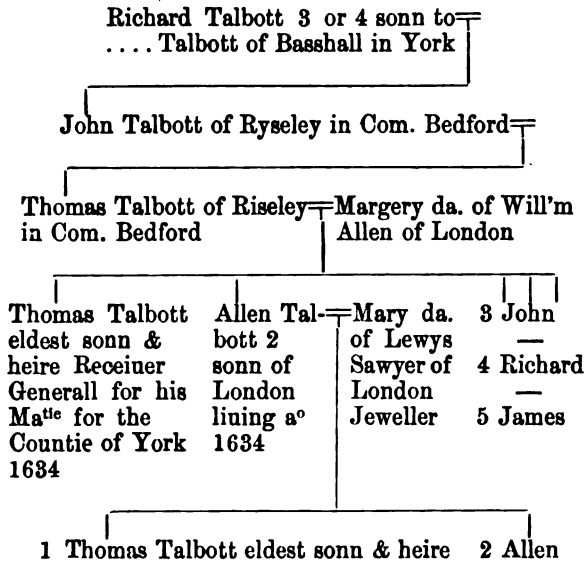 Richard Talbott 3 or 4 sonn to
.... Talbott of Basshall in York
John Talbott of Ryseley in Com. Bedford
Thomas Talbott of Riseley
in Com. Bedford
Margery da. of Will'm
Allen of London
Thomas Talbott
eldest sonn &
heire Receiuer
Generall for his
Maᵗⁱᵉ for the
Countie of York
1634
Allen Tal-
bott 2
sonn of
London
liuing aᵒ
1634
Mary da.
of Lewys
Sawyer of
London
Jeweller
3 John
—
4 Richard
—
5 James
1 Thomas Talbott eldest sonn & heire
2 Allen